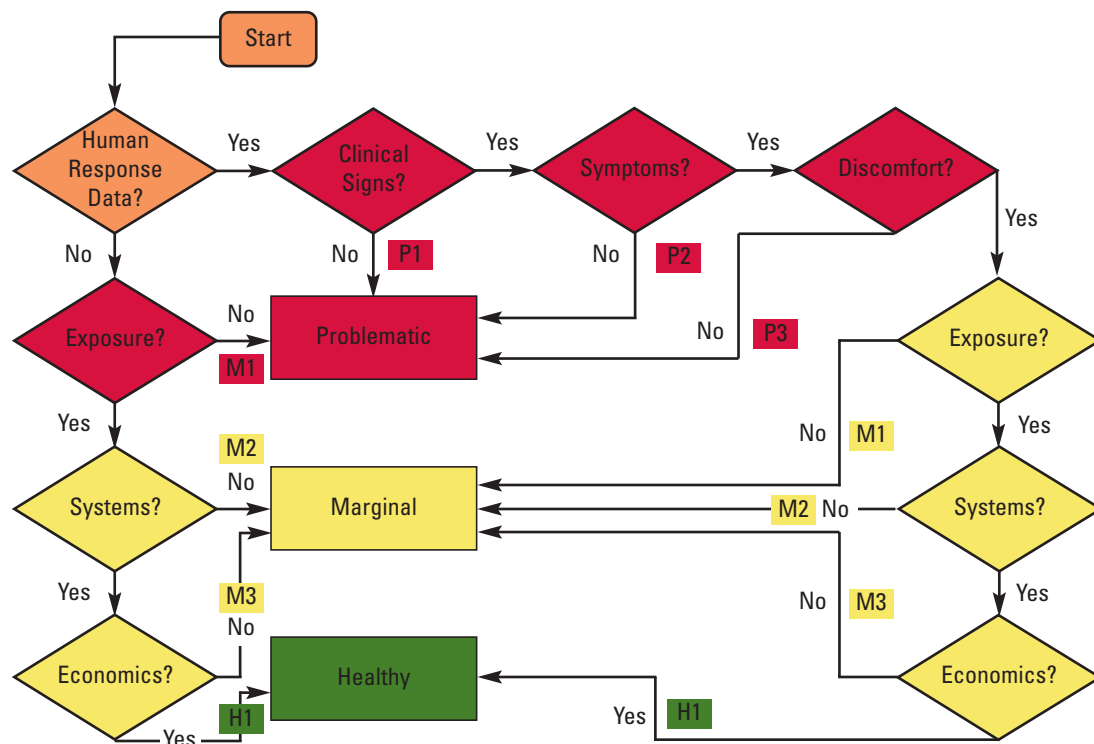 Start
Human
Response
Data?
Yes
Clinical
Signs?
Yes
Symptoms?
Yes
Discomfort?
Yes
No
No
P1
No
P2
No
P3
Exposure?
No
M1
Problematic
Exposure?
Yes
No
M1
Yes
M2
No
Systems?
Marginal
M2
No
Systems?
Yes
M3
No
No
M3
Yes
Economics?
Healthy
Economics?
Yes
H1
Yes
H1